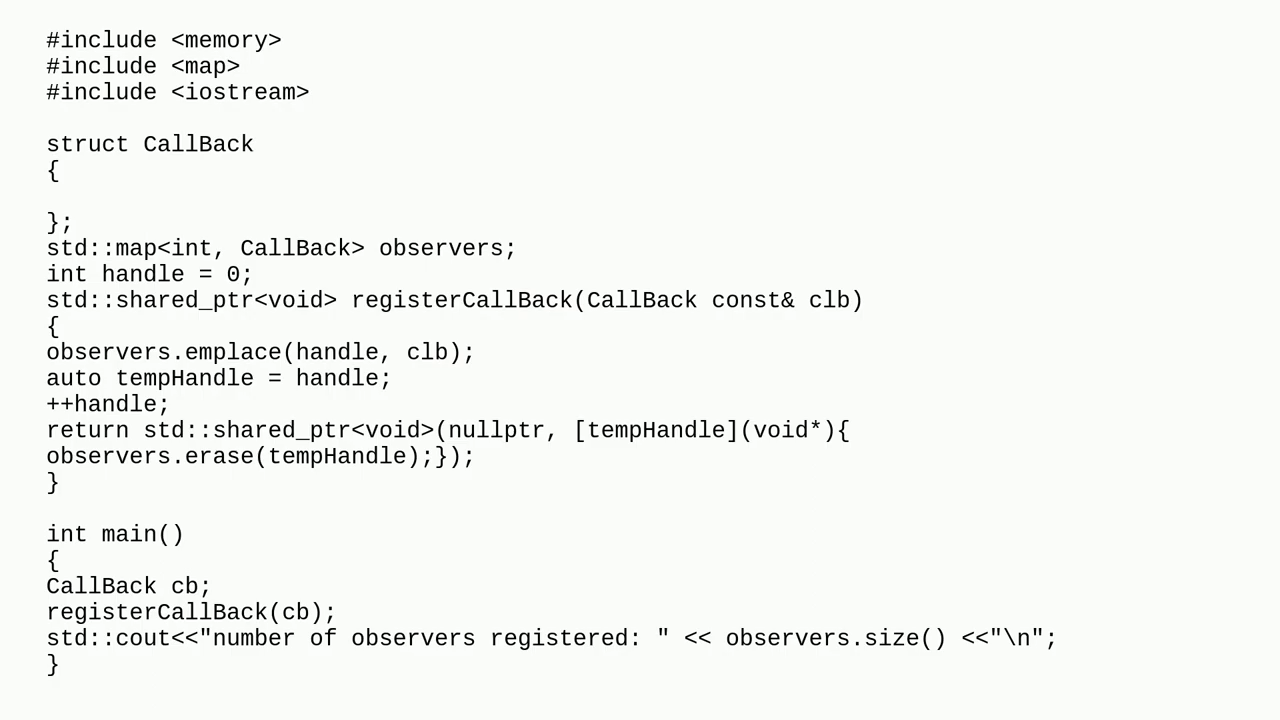 #include <memory>
#include <map>
#include <iostream>
struct CallBack
{
};
std::map<int, CallBack> observers;
int handle = 0;
std::shared_ptr<void> registerCallBack(CallBack const& clb)
{
observers.emplace(handle, clb);
auto tempHandle = handle;
++handle;
return std::shared_ptr<void>(nullptr, [tempHandle](void*){
observers.erase(tempHandle);});
}
int main()
{
CallBack cb;
registerCallBack(cb);
std::cout<<"number of observers registered: " << observers.size() <<"\n";
}